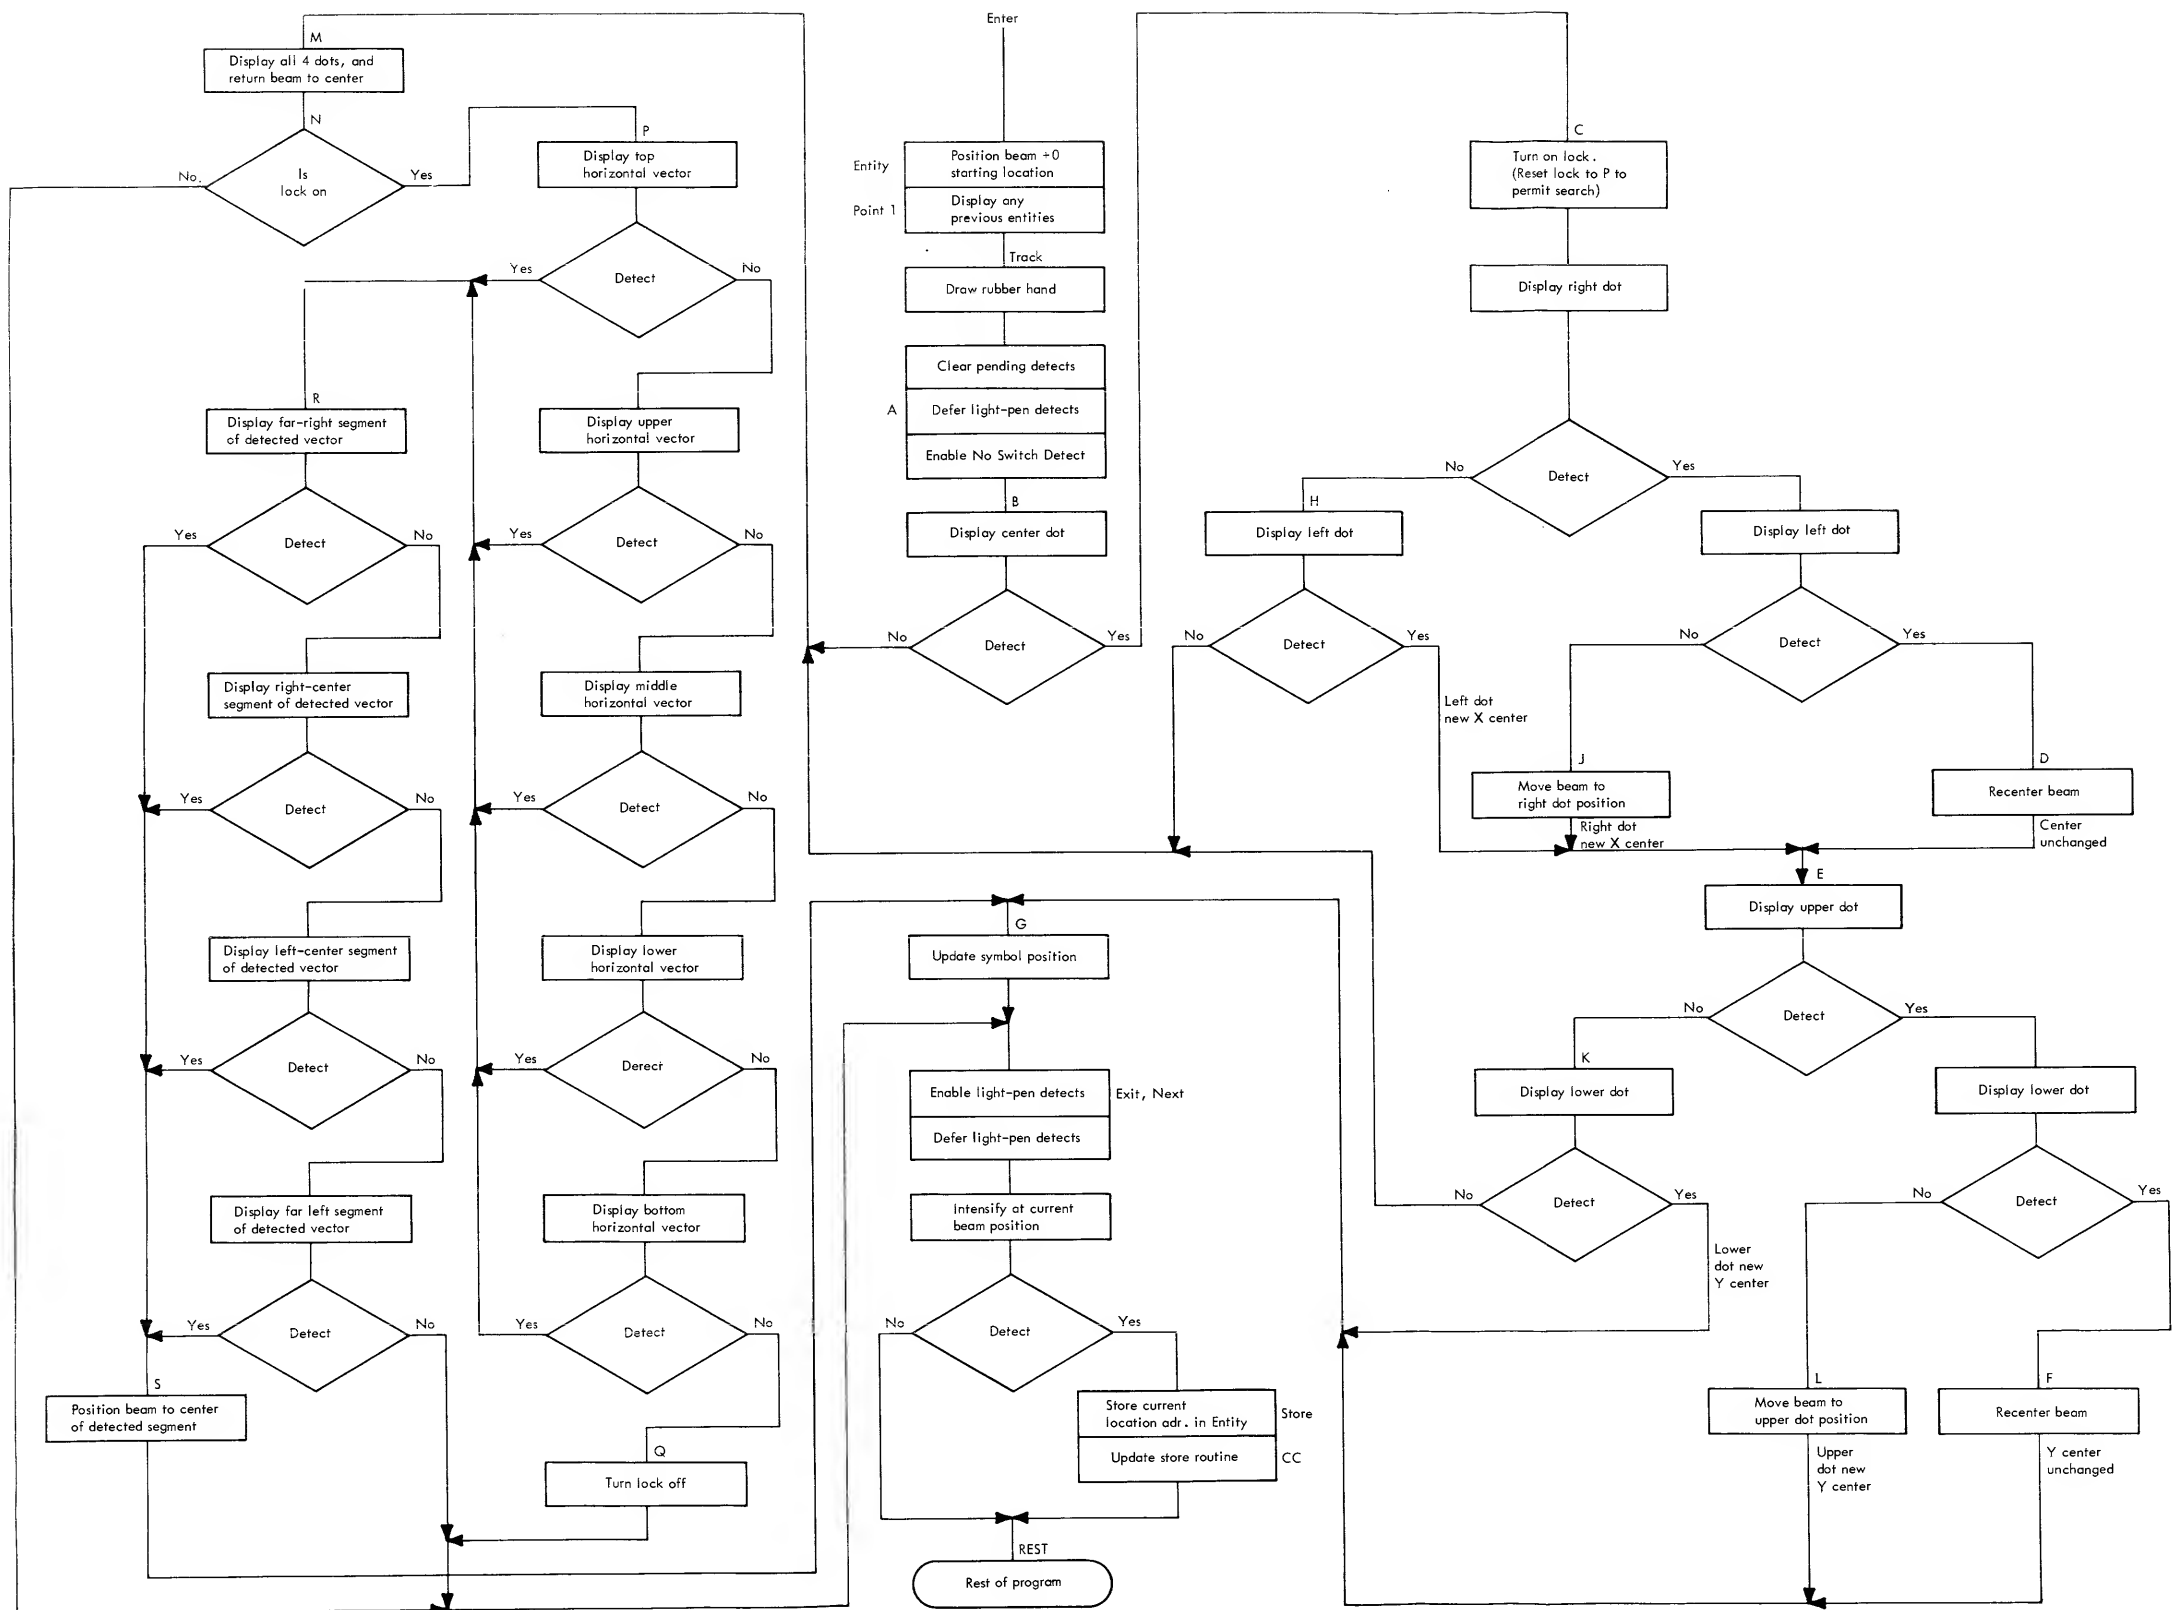 M
Display all 4 dots, and
return beam to center
N
Is
lock on
No.
Yes
P
Display top
horizontal vector
Detect
Yes
No
R
Display far-right segment
of detected vector
Detect
Yes
No
Display right-center
segment of detected vector
Detect
Yes
No
Display left-center segment
of detected vector
Detect
Yes
No
Display far left segment
of detected vector
Detect
Yes
No
S
Position beam to center
of detected segment
Display upper
horizontal vector
Detect
Yes
No
Display middle
horizontal vector
Detect
Yes
No
Display lower
horizontal vector
Derect
Yes
No
Display bottom
horizontal vector
Detect
Yes
No
Q
Turn lock off
Enter
Entity
Position beam +0
starting location
Point 1
Display any
previous entities
Track
Draw rubber hand
Clear pending detects
A
Defer light-pen detects
Enable No Switch Detect
B
Display center dot
Detect
No
Yes
G
Update symbol position
Enable light-pen detects
Exit, Next
Defer light-pen detects
Intensify at current
beam position
Detect
No
Yes
Store current
location adr. in Entity
Store
Update store routine
CC
REST
Rest of program
C
Turn on lock.
(Reset lock to P to
permit search)
Display right dot
Detect
No
Yes
H
Display left dot
Detect
No
Yes
Left dot
new X center
Display left dot
Detect
No
Yes
J
Move beam to
right dot position
Right dot
new X center
D
Recenter beam
Center
unchanged
E
Display upper dot
Detect
No
Yes
K
Display lower dot
Detect
No
Yes
Lower
dot new
Y center
Display lower dot
Detect
No
Yes
L
Move beam to
upper dot position
Upper
dot new
Y center
F
Recenter beam
Y center
unchanged